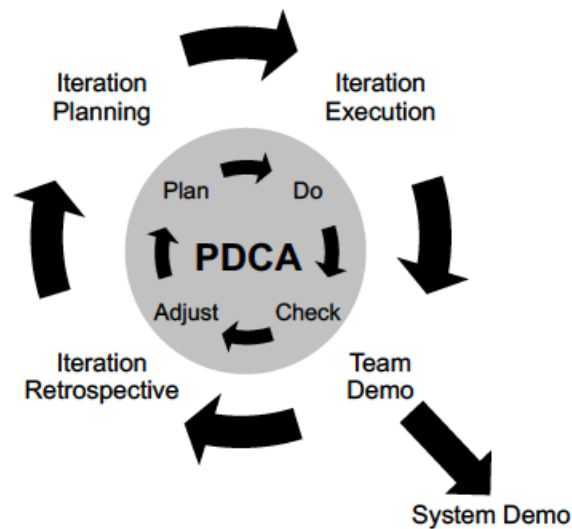 Iteration
Planning
Iteration
Execution
Plan
Do
PDCA
Adjust
Check
Iteration
Retrospective
Team
Demo
System Demo